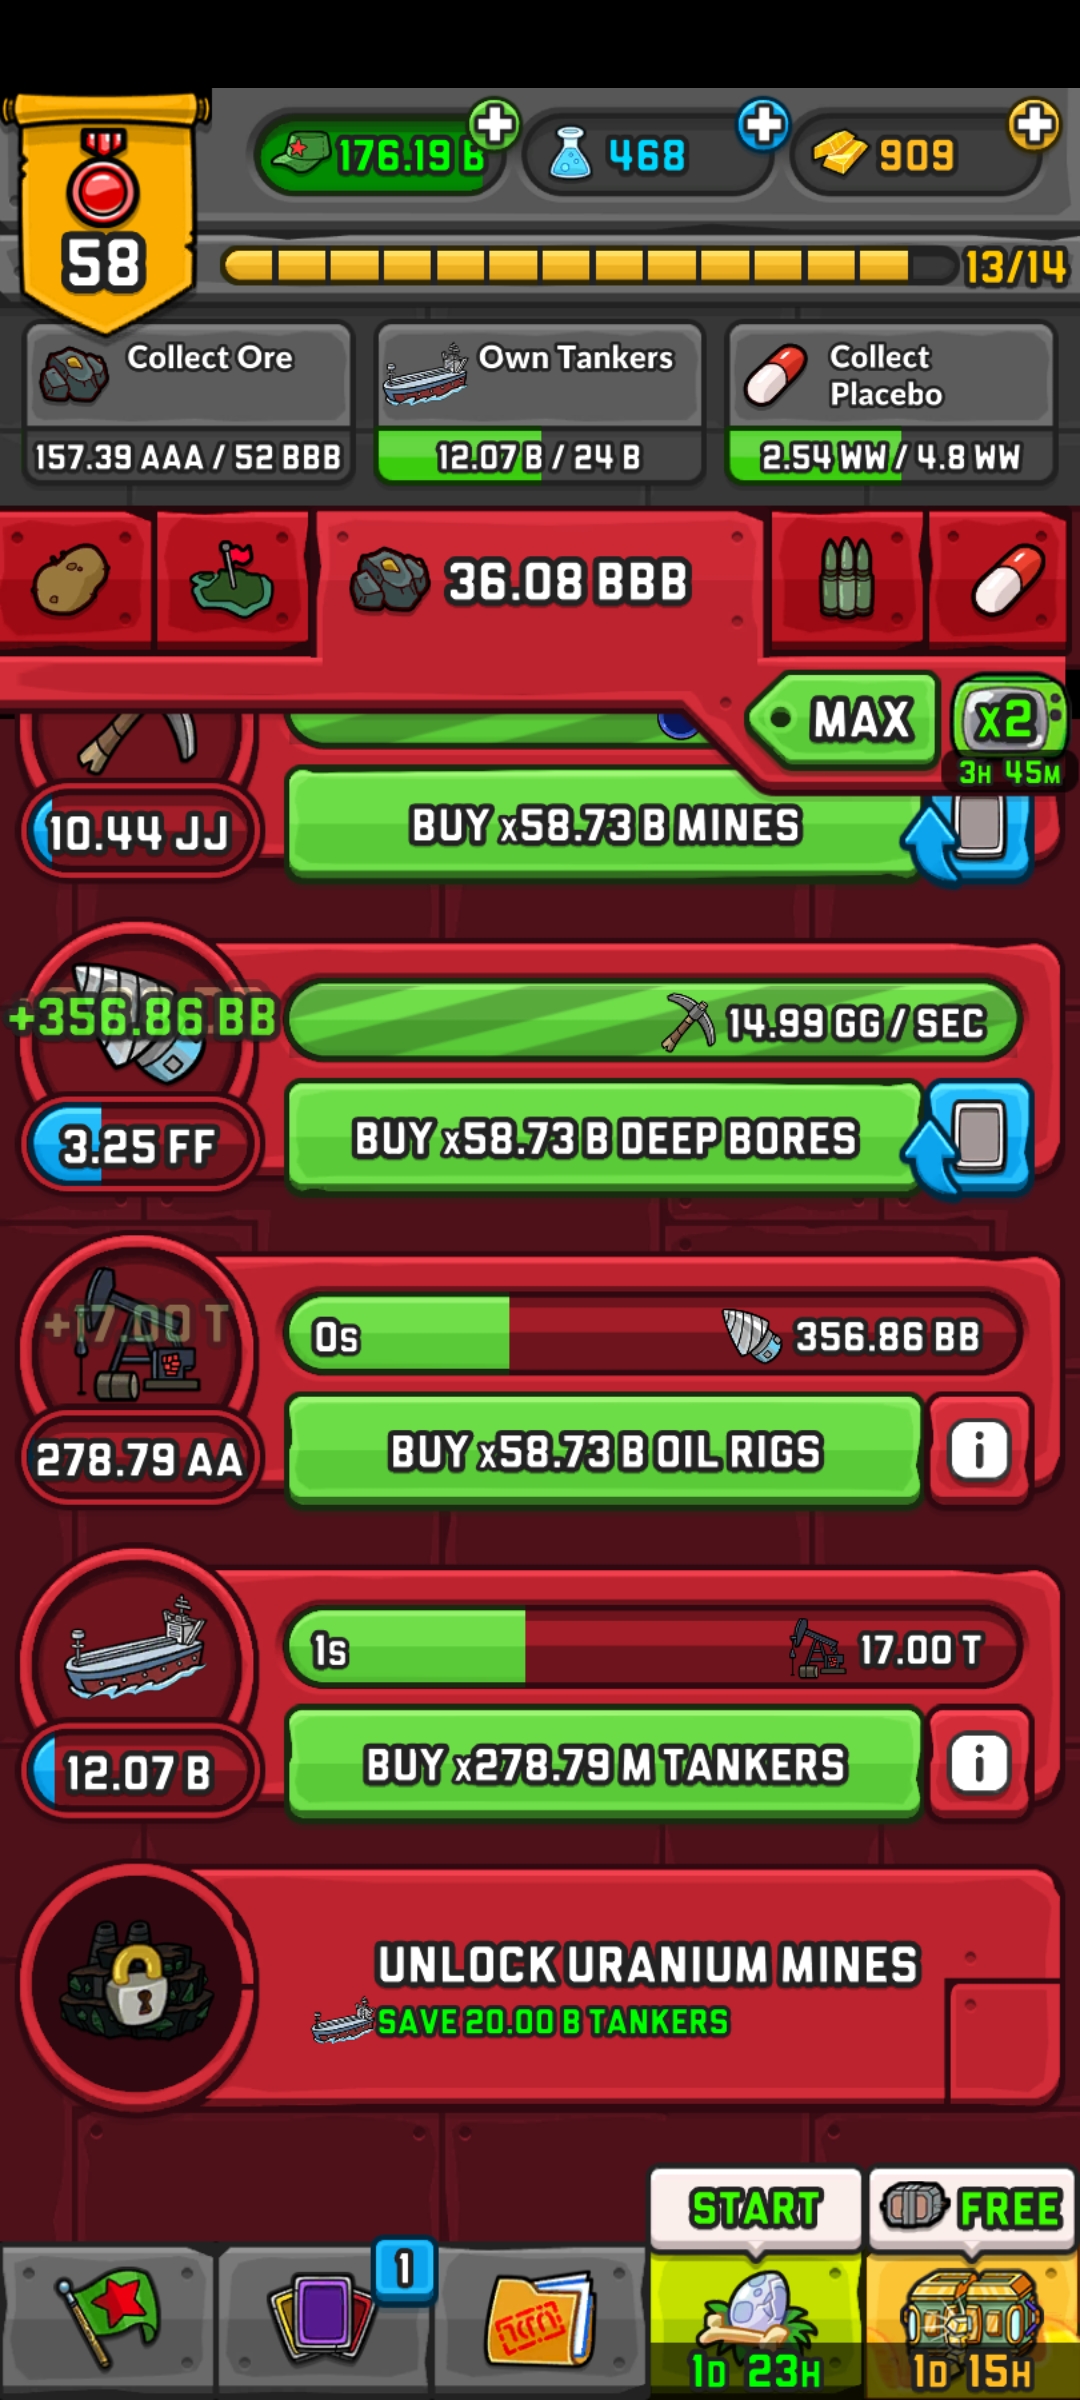 176.19 B
468
909
58
13/14
Collect Ore
157.39 AAA / 52 BBB
Own Tankers
12.07 B / 24 B
Collect
Placebo
2.54 WW / 4.8 WW
36.08 BBB
MAX
x2
3H 45M
10.44 JJ
BUY x58.73 B MINES
+356.86 BB
14.99 GG / SEC
3.25 FF
BUY x58.73 B DEEP BORES
+17.00 T
0s
356.86 BB
278.79 AA
BUY x58.73 B OIL RIGS
i
1s
17.00 T
12.07 B
BUY x278.79 M TANKERS
i
UNLOCK URANIUM MINES
SAVE 20.00 B TANKERS
START
FREE
1
1D 23H
1D 15H